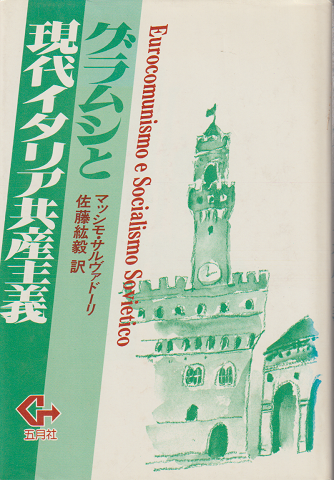 グラムシと
現代イタリア共産主義
Eurocomunismo e Socialismo Sovietico
マッシモ・サルヴァドーリ
佐藤紘毅 訳
五月社